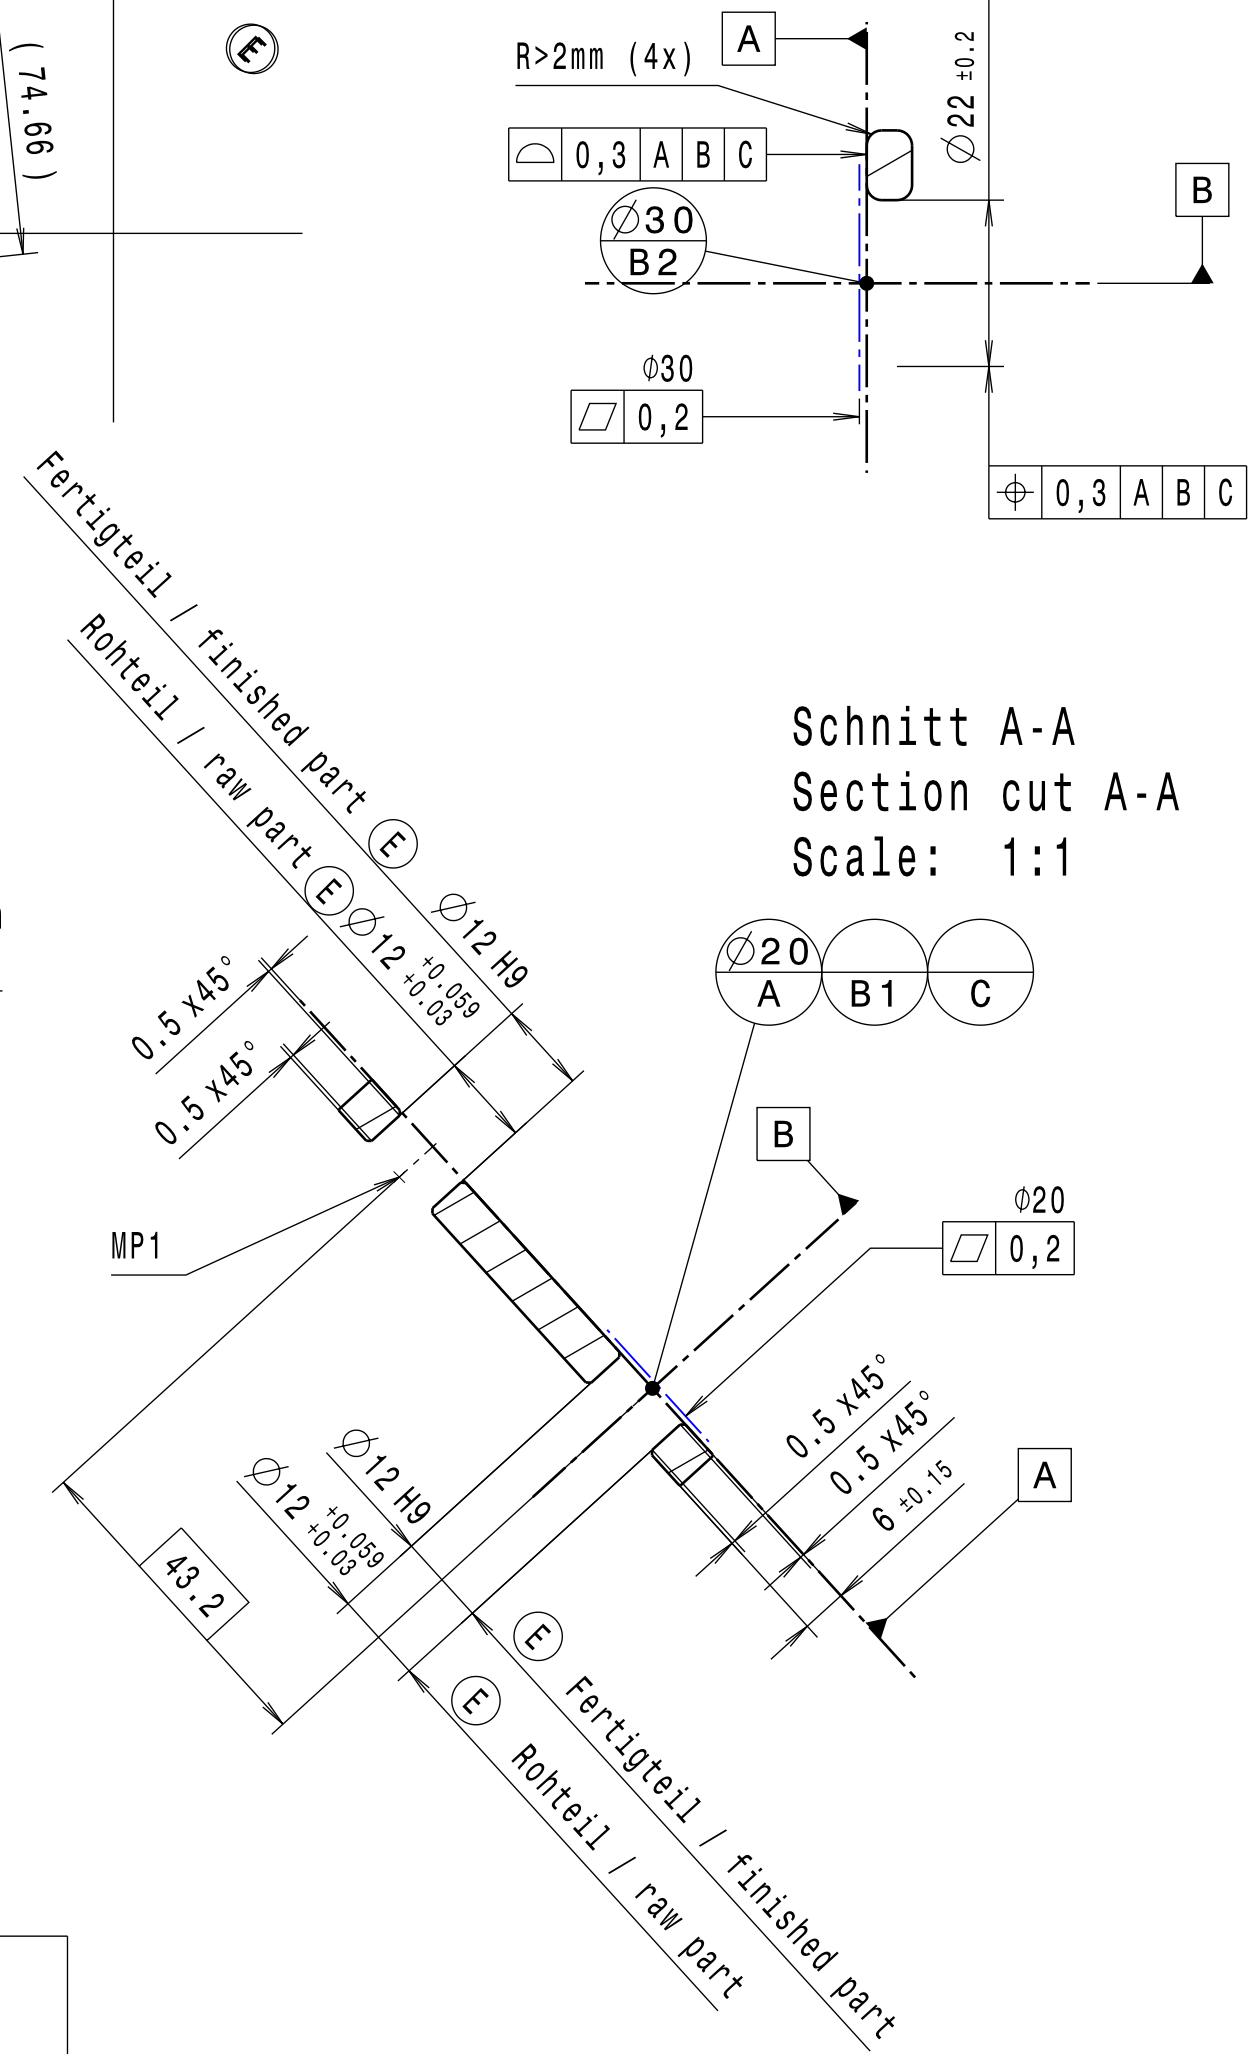 ( 74.66 )
E
A
R>2mm (4x)
⌀22 ±0.2
0,3 A B C
B
⌀30
B2
⌀30
0,2
0,3 A B C
Fertigteil / finished part E ⌀12 H9
Rohteil / raw part E ⌀12 +0.059 +0.03
Schnitt A-A
Section cut A-A
Scale: 1:1
⌀20
A
B1
C
0.5 x45°
0.5 x45°
B
⌀20
0,2
MP1
0.5 x45°
0.5 x45°
6 ±0.15
A
43.2
⌀12 H9 E Fertigteil / finished part
⌀12 +0.059 +0.03 E Rohteil / raw part